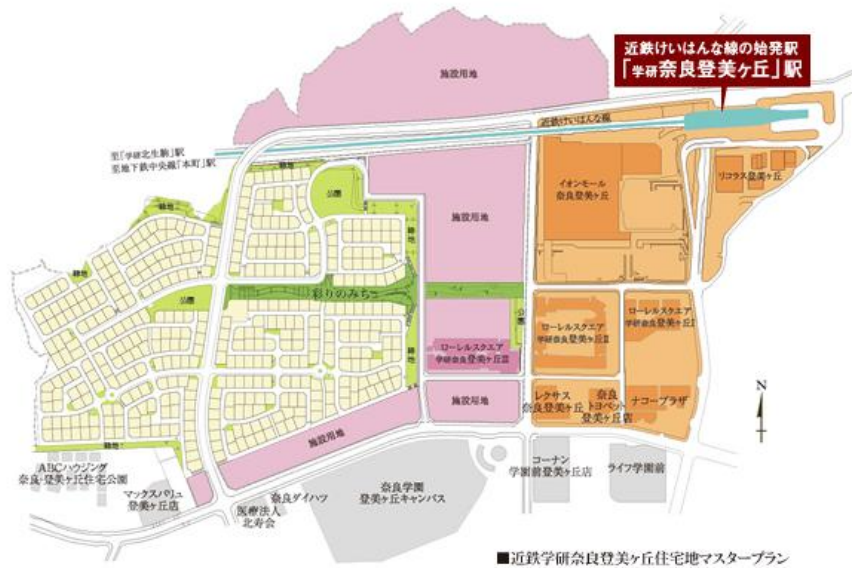 近鉄けいはんな線の始発駅
「学研奈良登美ヶ丘」駅
施設用地
近鉄けいはんな線
至「学研北生駒」駅
至地下鉄中央線「本町」駅
リコラス登美ヶ丘
イオンモール
奈良登美ヶ丘
公園
緑地
緑地
施設用地
緑地
緑地
公園
彩りのみち
公園
ローレルスクエア
学研奈良登美ヶ丘Ⅲ
ローレルスクエア
学研奈良登美ヶ丘Ⅱ
ローレルスクエア
学研奈良登美ヶ丘Ⅰ
緑地
施設用地
レクサス
奈良登美ヶ丘
奈良
トヨペット
登美ヶ丘店
ナコープラザ
N
施設用地
緑地
ABCハウジング
奈良・登美ヶ丘住宅公園
マックスバリュ
登美ヶ丘店
奈良ダイハツ
医療法人
北寿会
奈良学園
登美ヶ丘キャンパス
コーナン
学園前登美ヶ丘店
ライフ学園前
■近鉄学研奈良登美ヶ丘住宅地マスタープラン